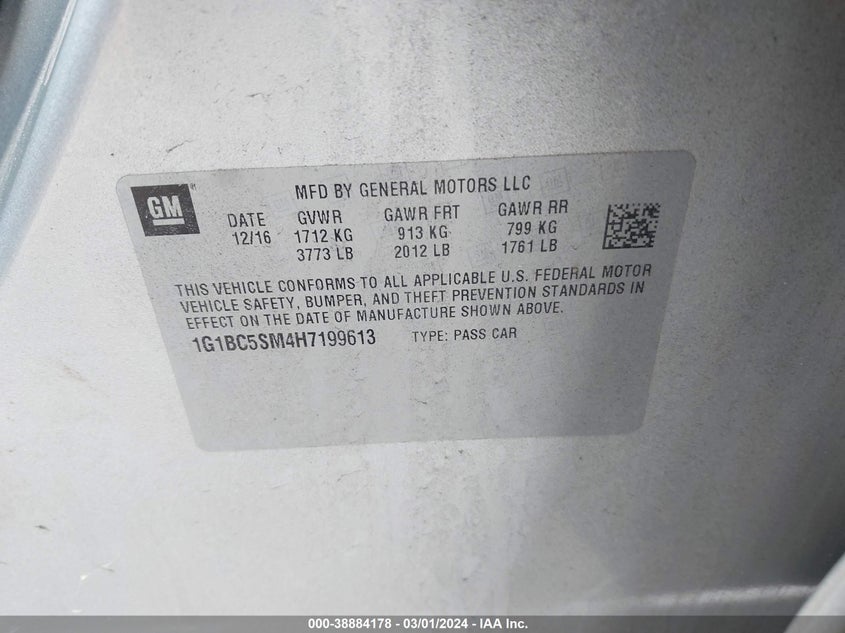 GM
MFD BY GENERAL MOTORS LLC
DATE GVWR GAWR FRT GAWR RR
12/16 1712 KG 913 KG 799 KG
3773 LB 2012 LB 1761 LB
THIS VEHICLE CONFORMS TO ALL APPLICABLE U.S. FEDERAL MOTOR
VEHICLE SAFETY, BUMPER, AND THEFT PREVENTION STANDARDS IN
EFFECT ON THE DATE OF MANUFACTURE SHOWN ABOVE.
1G1BC5SM4H7199613 TYPE: PASS CAR
000-38884178 - 03/01/2024 - IAA Inc.